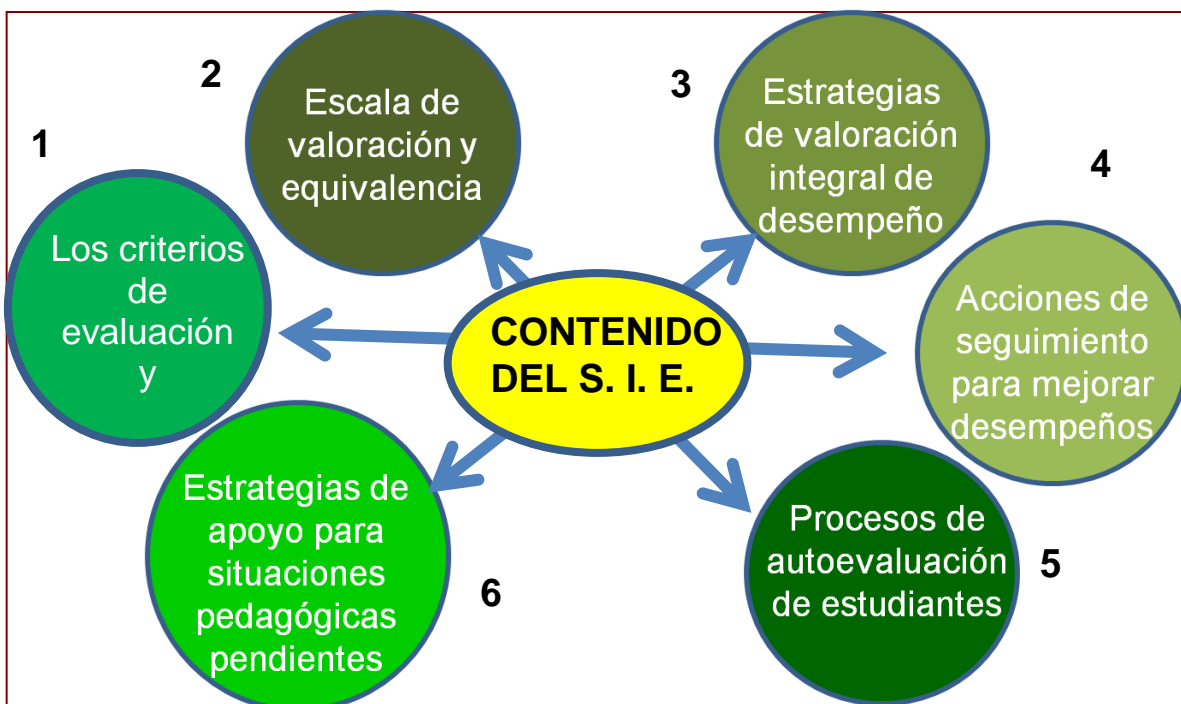 CONTENIDO
DEL S. I. E.
1
Los criterios
de
evaluación
y
2
Escala de
valoración y
equivalencia
3
Estrategias
de valoración
integral de
desempeño
4
Acciones de
seguimiento
para mejorar
desempeños
5
Procesos de
autoevaluación
de estudiantes
6
Estrategias de
apoyo para
situaciones
pedagógicas
pendientes